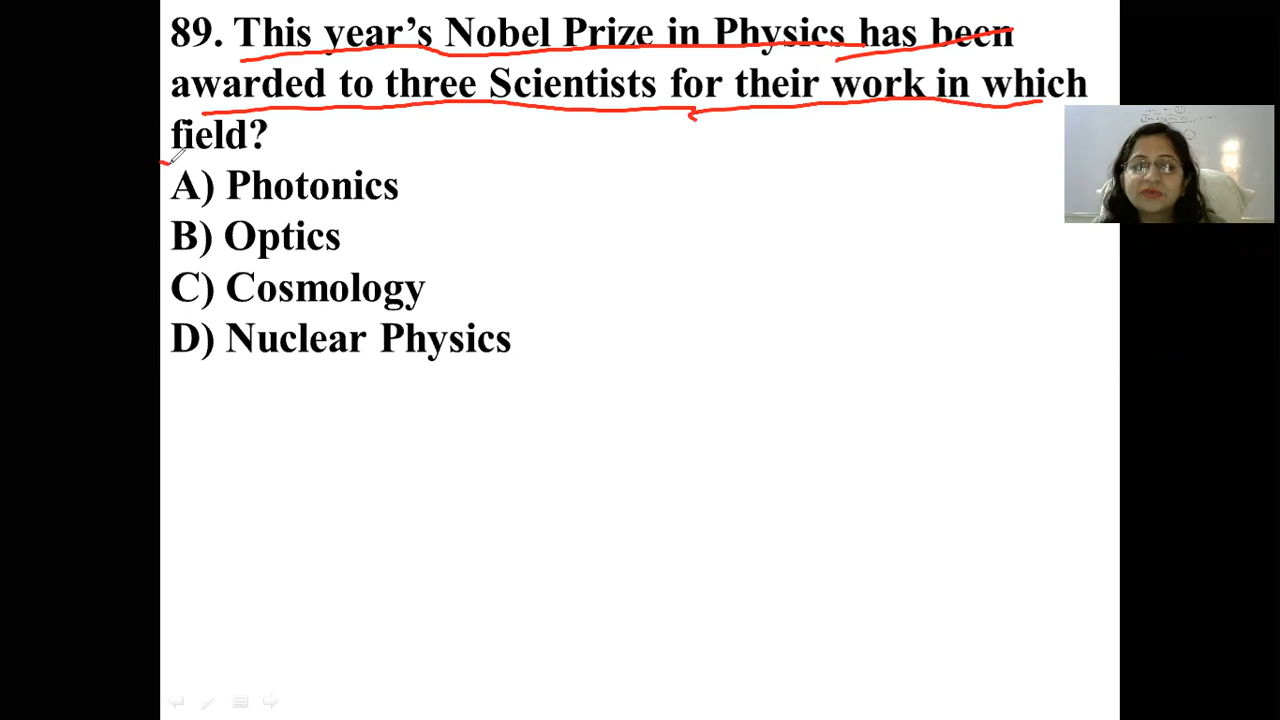 89. This year's Nobel Prize in Physics has been
awarded to three Scientists for their work in which
field?
A) Photonics
B) Optics
C) Cosmology
D) Nuclear Physics